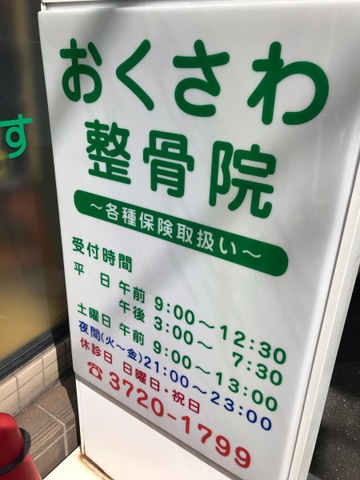 す
おくさわ
整骨院
～各種保険取扱い～
受付時間
平　日 午前 9:00～12:30
午後 3:00～ 7:30
土曜日 午前 9:00～13:00
夜間(火～金)21:00～23:00
休診日 日曜日・祝日
☎3720-1799